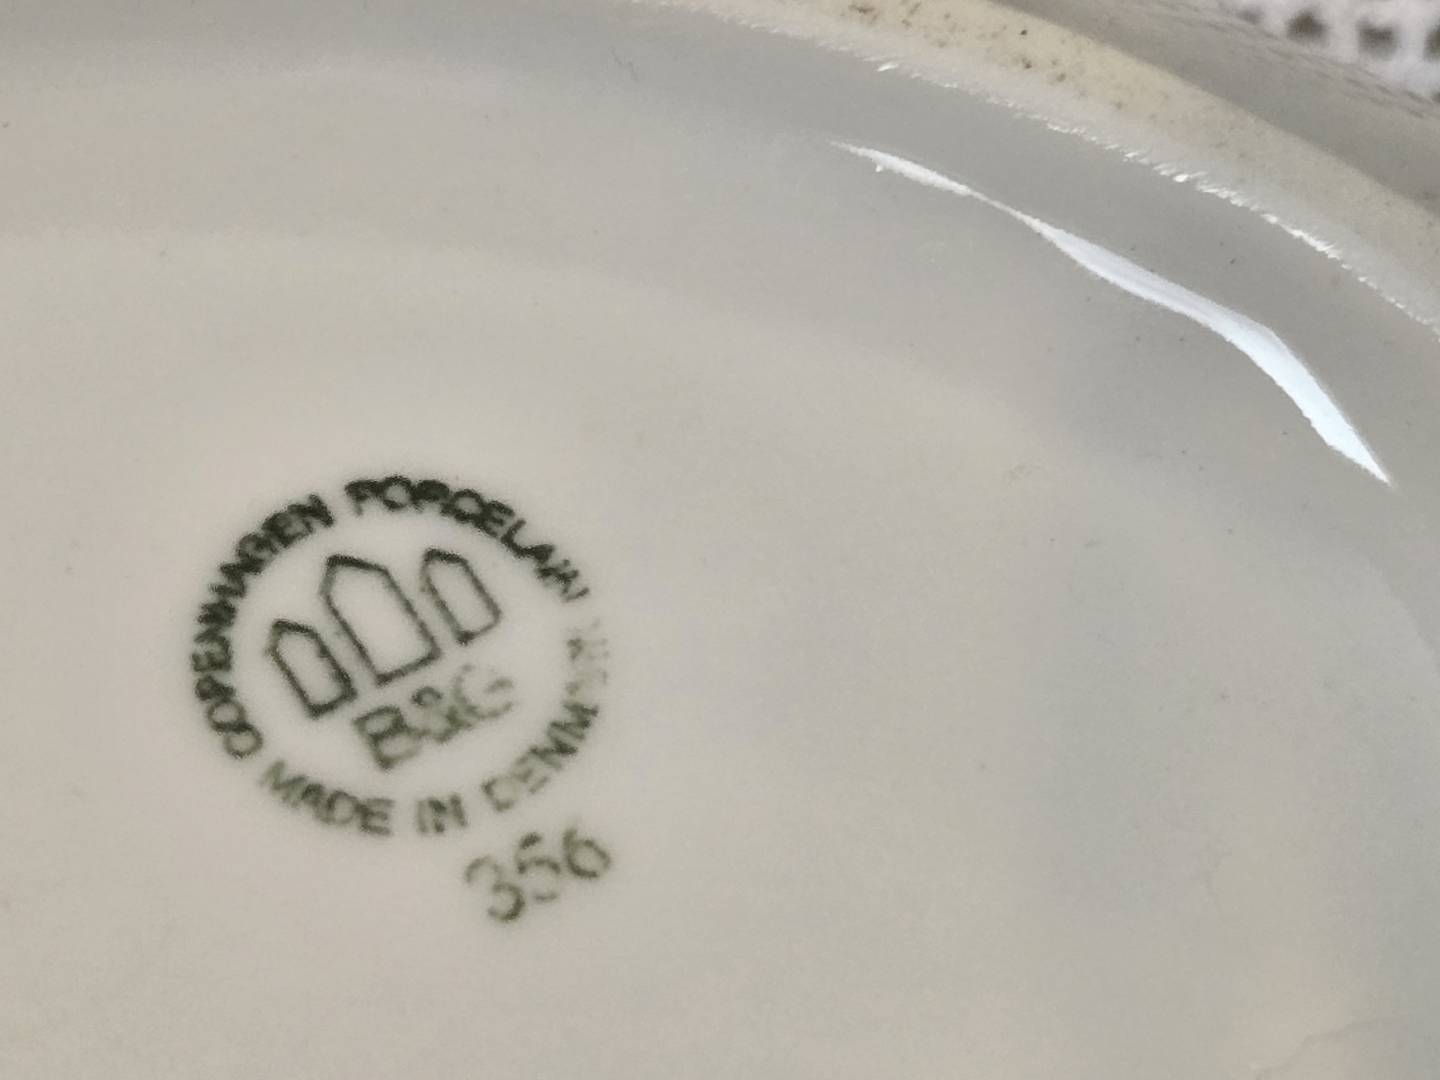 COPENHAGEN PORCELAIN
B&G
MADE IN DENMARK
356